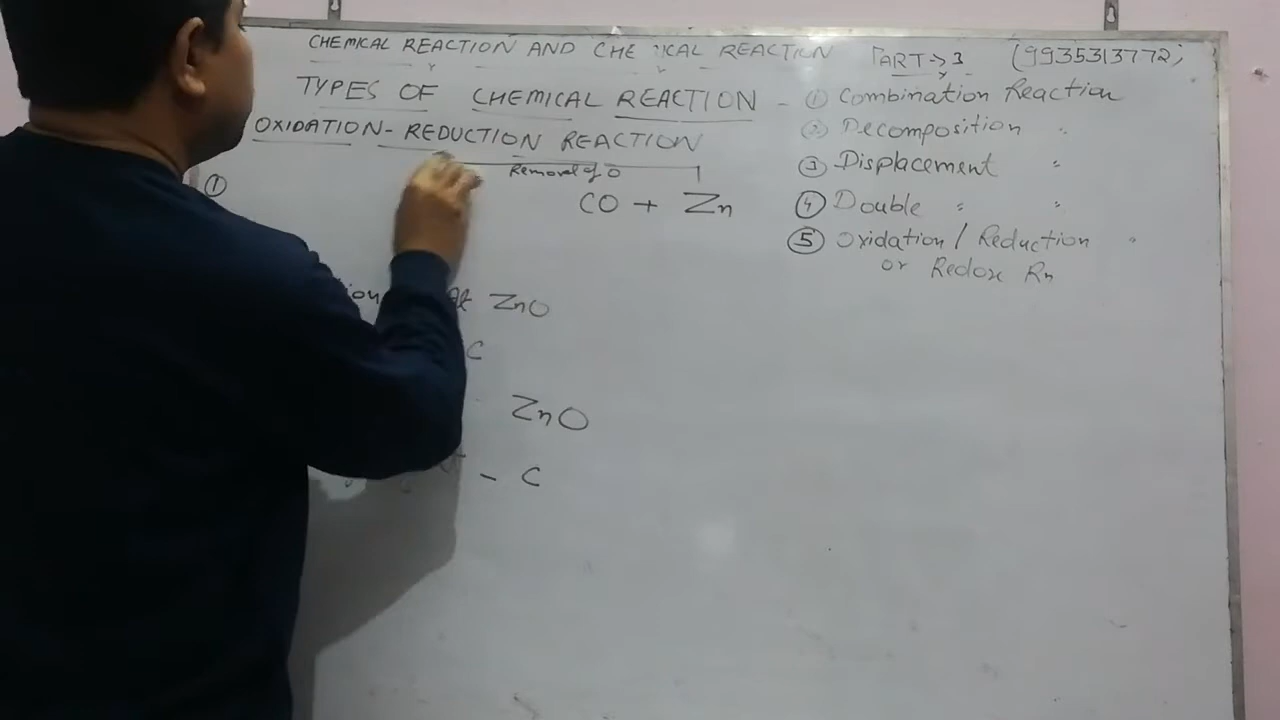 CHEMICAL REACTION AND CHE ICAL REACTION PART → 3 (9935313772)
TYPES OF CHEMICAL REACTION - ① Combination Reaction
OXIDATION-REDUCTION REACTION ② Decomposition "
Removal of O ③ Displacement "
①
CO + Zn ④ Double " "
⑤ Oxidation / Reduction "
or Redox Rn
ZnO
C
ZnO
- C